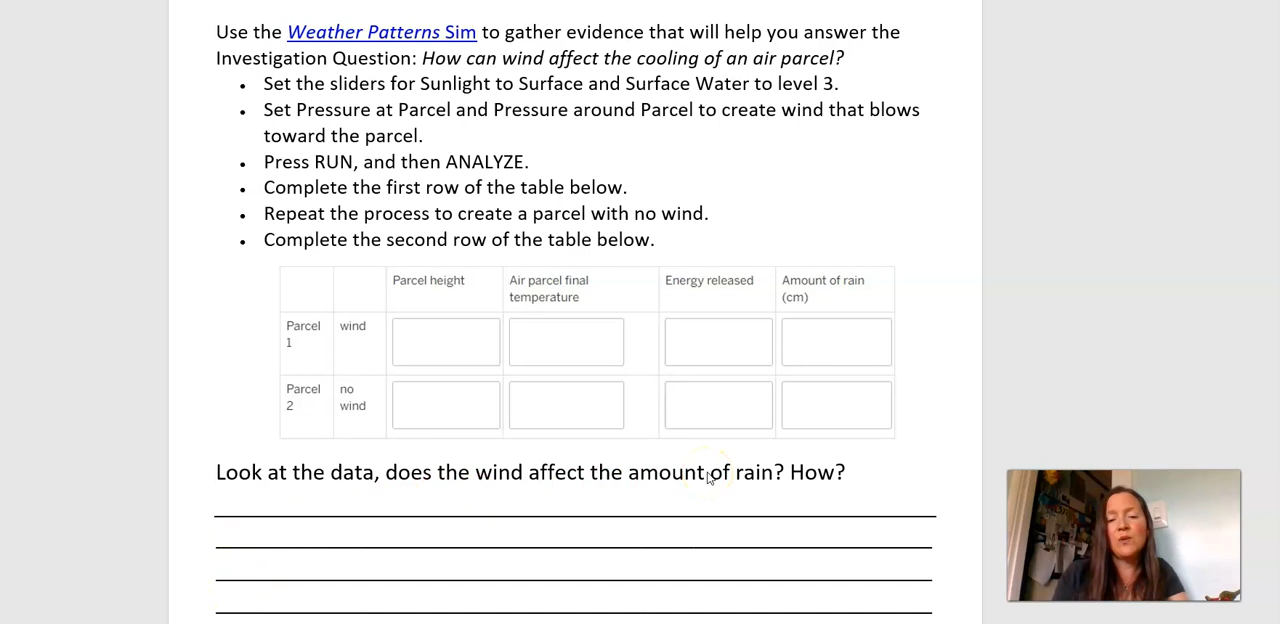 Use the Weather Patterns Sim to gather evidence that will help you answer the
Investigation Question: How can wind affect the cooling of an air parcel?
• Set the sliders for Sunlight to Surface and Surface Water to level 3.
• Set Pressure at Parcel and Pressure around Parcel to create wind that blows
toward the parcel.
• Press RUN, and then ANALYZE.
• Complete the first row of the table below.
• Repeat the process to create a parcel with no wind.
• Complete the second row of the table below.
Parcel height Air parcel final Energy released Amount of rain
temperature (cm)
Parcel wind
1
Parcel no
2 wind
Look at the data, does the wind affect the amount of rain? How?